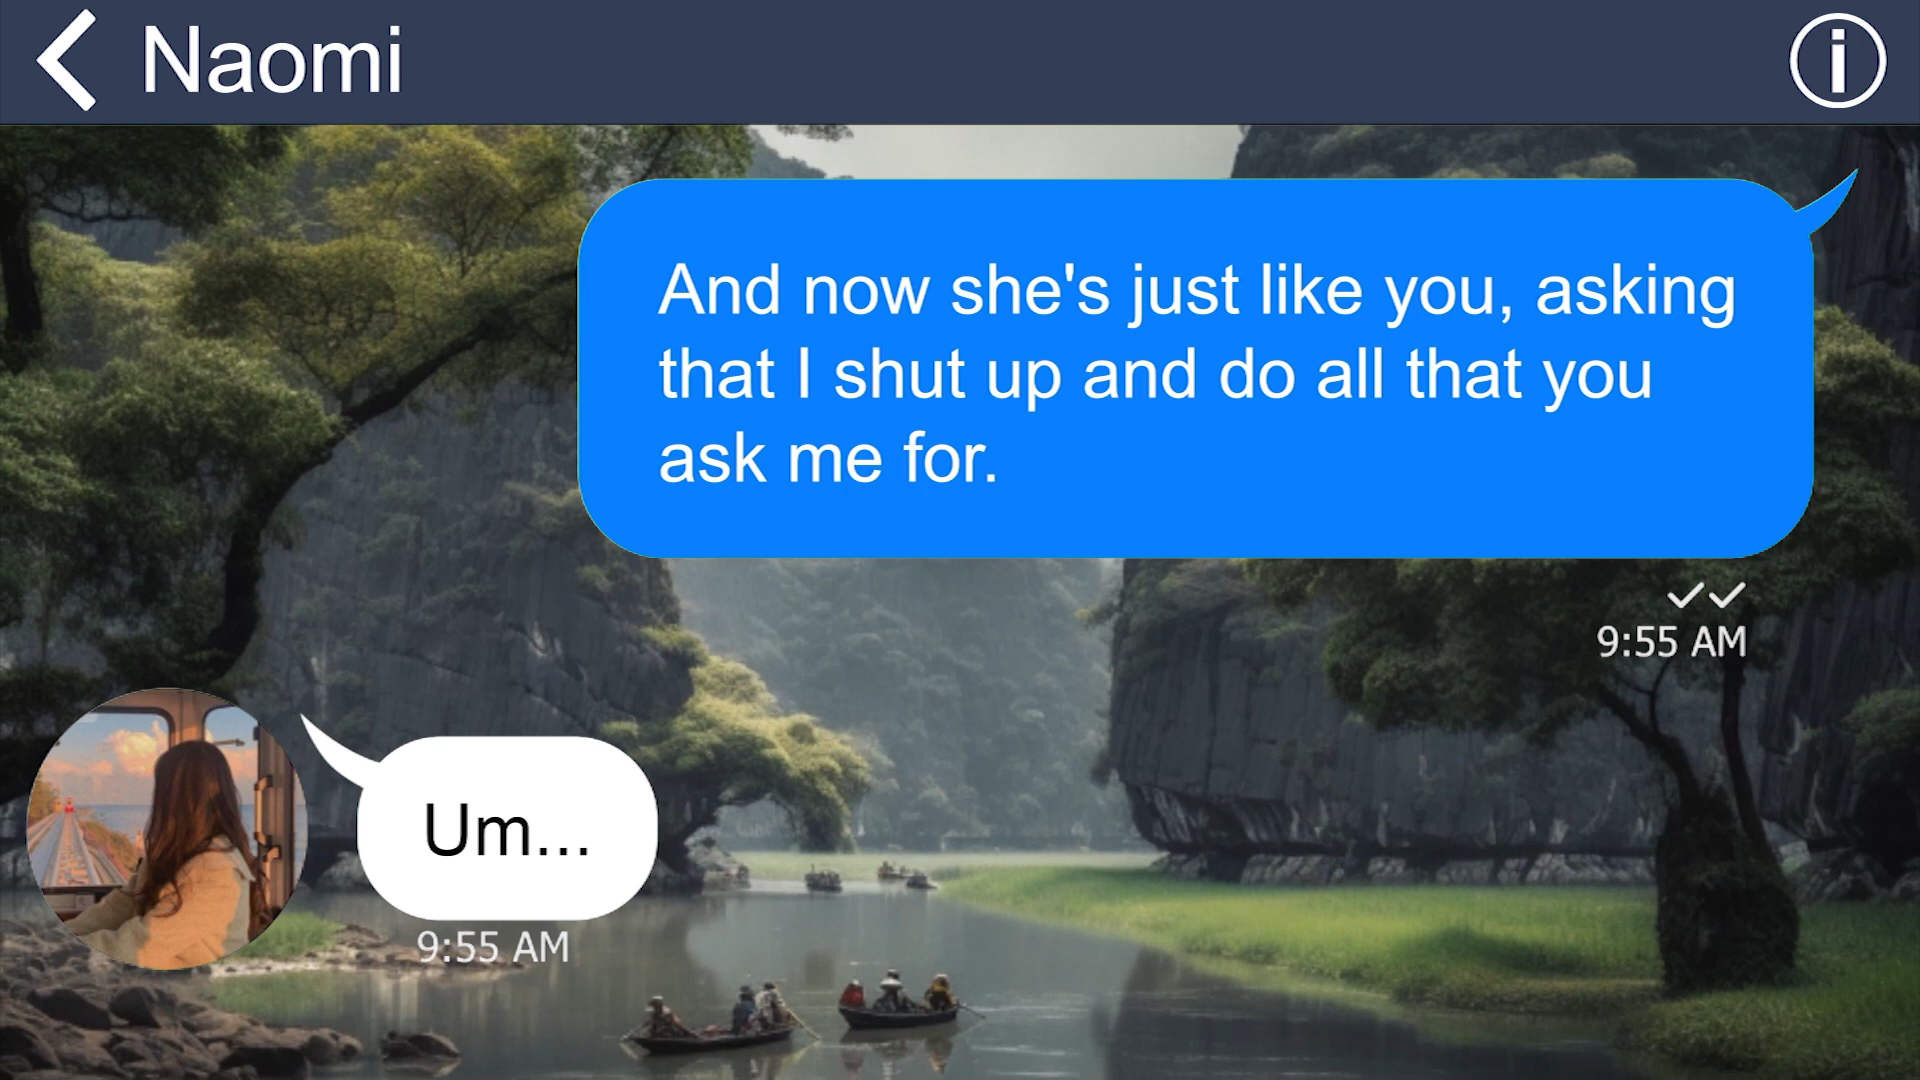 Naomi
And now she's just like you, asking
that I shut up and do all that you
ask me for.
9:55 AM
Um...
9:55 AM